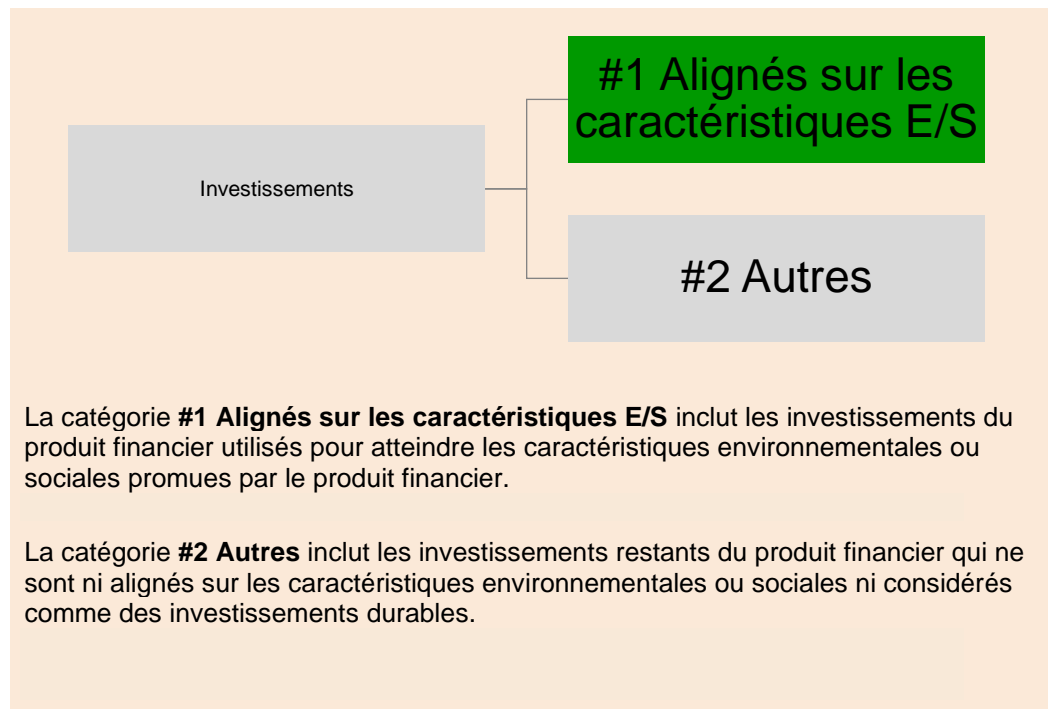 #1 Alignés sur les
caractéristiques E/S
Investissements
#2 Autres
La catégorie #1 Alignés sur les caractéristiques E/S inclut les investissements du
produit financier utilisés pour atteindre les caractéristiques environnementales ou
sociales promues par le produit financier.
La catégorie #2 Autres inclut les investissements restants du produit financier qui ne
sont ni alignés sur les caractéristiques environnementales ou sociales ni considérés
comme des investissements durables.